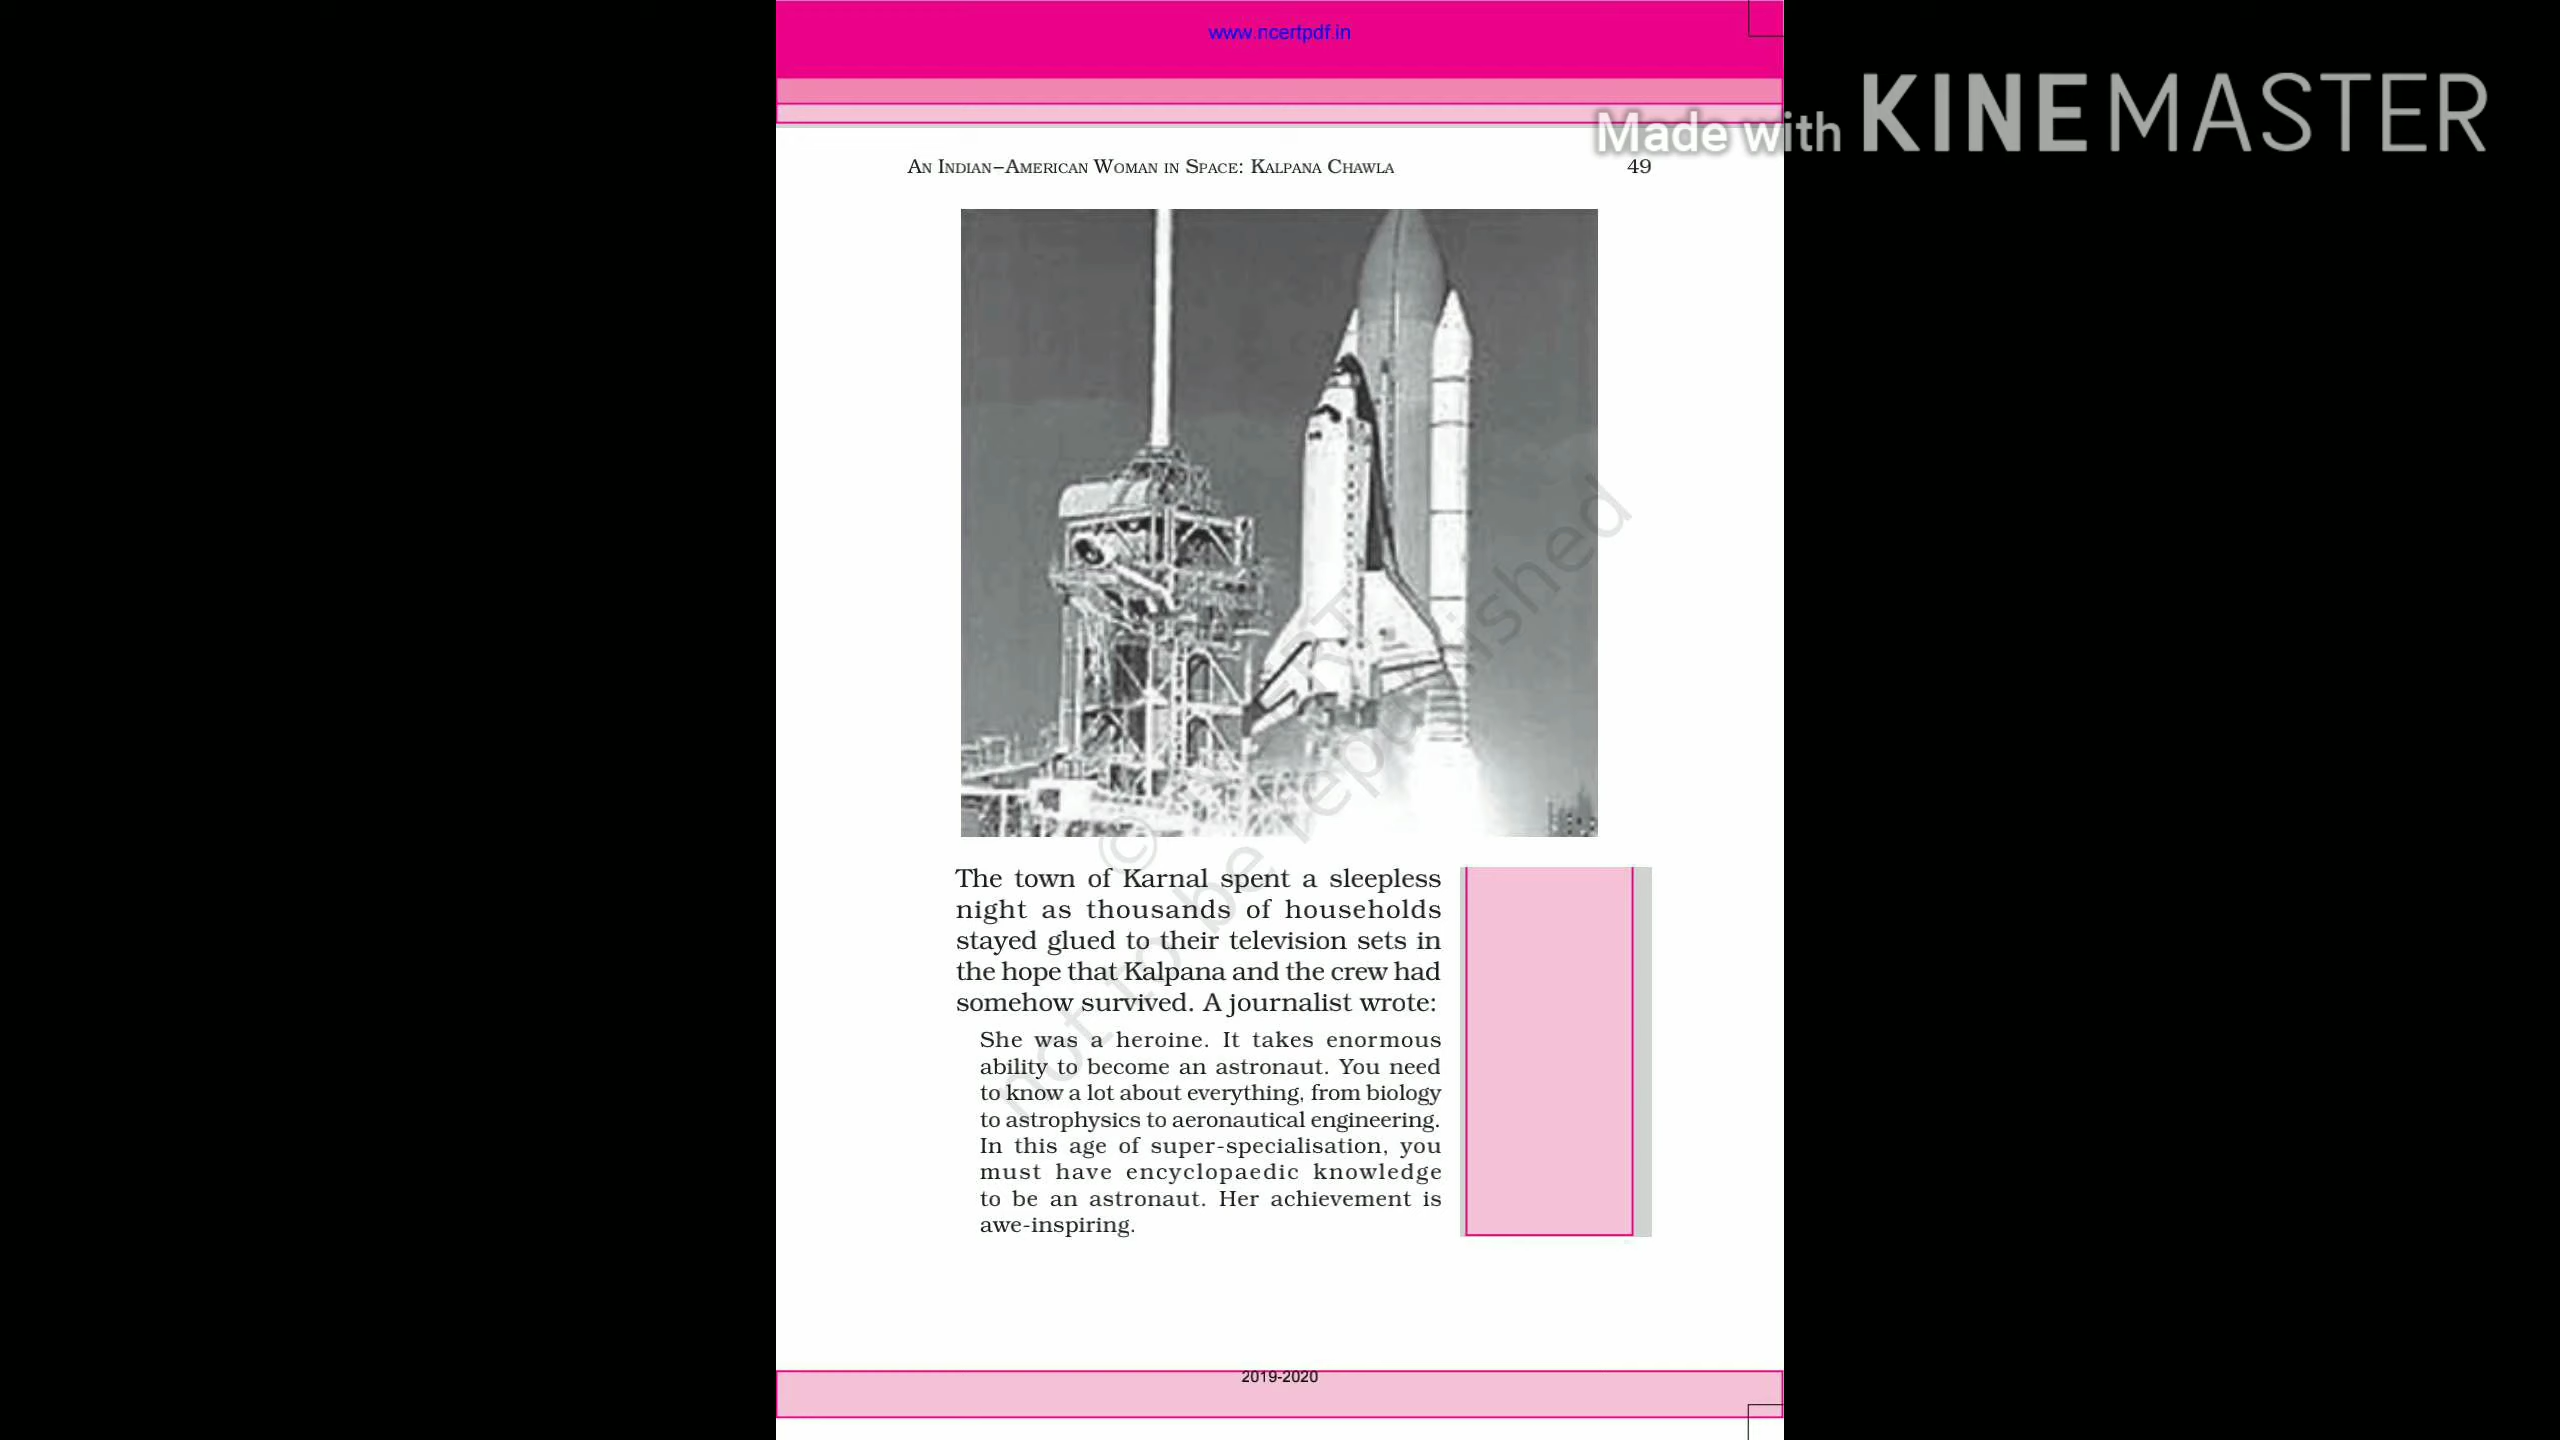 www.ncertpdf.in
Made with KINEMASTER
AN INDIAN–AMERICAN WOMAN IN SPACE: KALPANA CHAWLA 49
The town of Karnal spent a sleepless
night as thousands of households
stayed glued to their television sets in
the hope that Kalpana and the crew had
somehow survived. A journalist wrote:
She was a heroine. It takes enormous
ability to become an astronaut. You need
to know a lot about everything, from biology
to astrophysics to aeronautical engineering.
In this age of super-specialisation, you
must have encyclopaedic knowledge
to be an astronaut. Her achievement is
awe-inspiring.
©
not to be republished
2019-2020